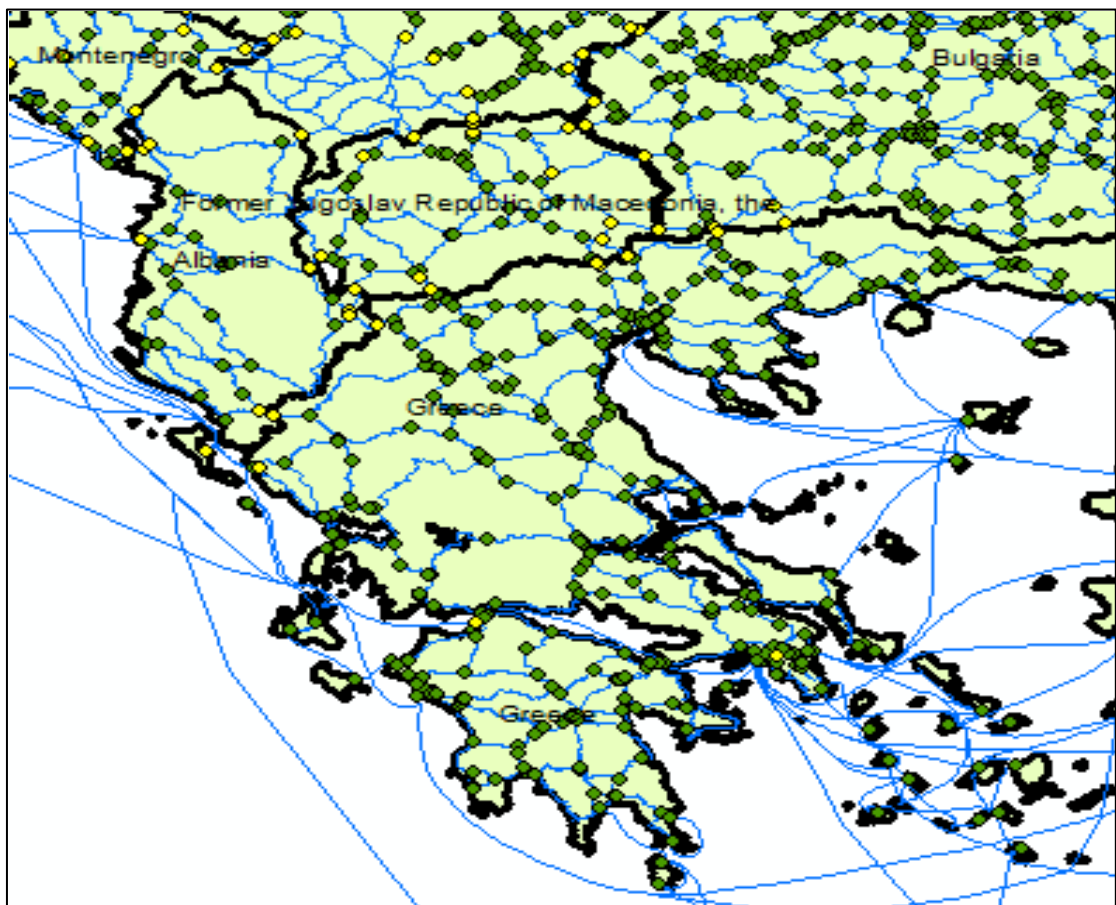 Montenegro
Bulgaria
Former Yugoslav Republic of Macedonia, the
Albania
Greece
Greece